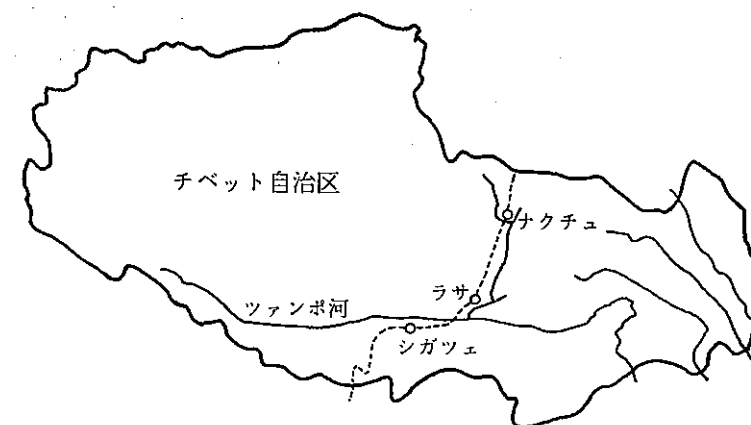 チベット自治区
ナクチュ
ラサ
ツァンポ河
シガツェ